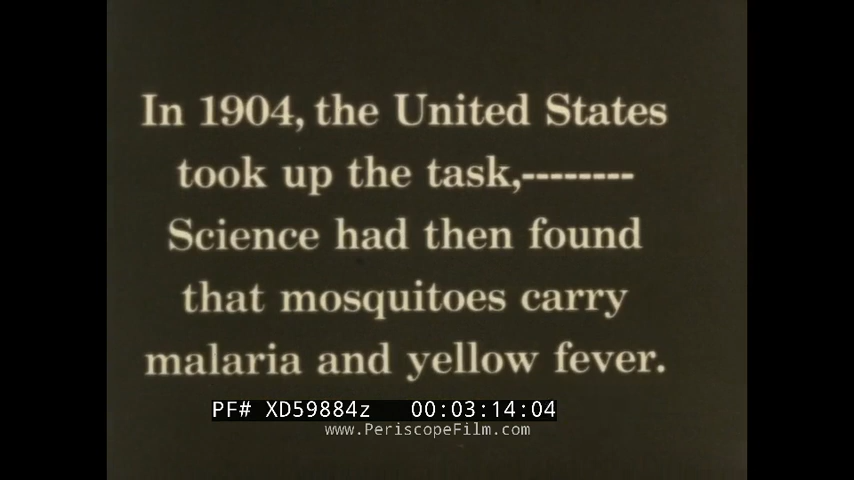 In 1904, the United States
took up the task,--------
Science had then found
that mosquitoes carry
malaria and yellow fever.
PF# XD59884z 00:03:14:04
www.PeriscopeFilm.com